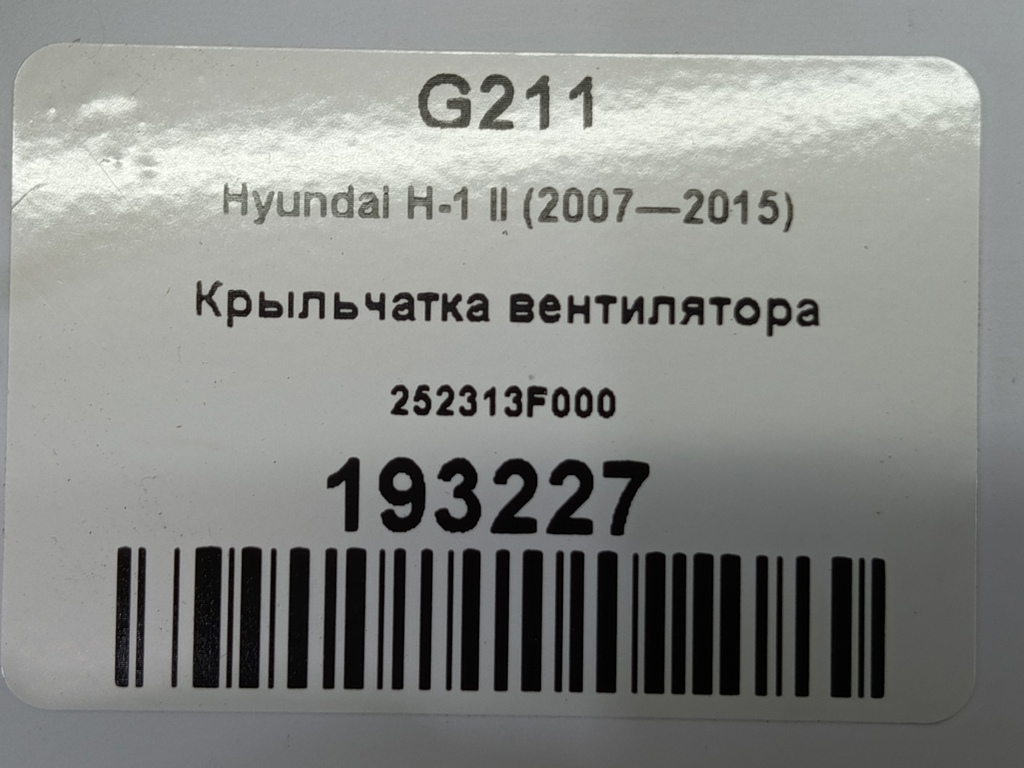 G211
Hyundai H-1 II (2007—2015)
Крыльчатка вентилятора
252313F000
193227